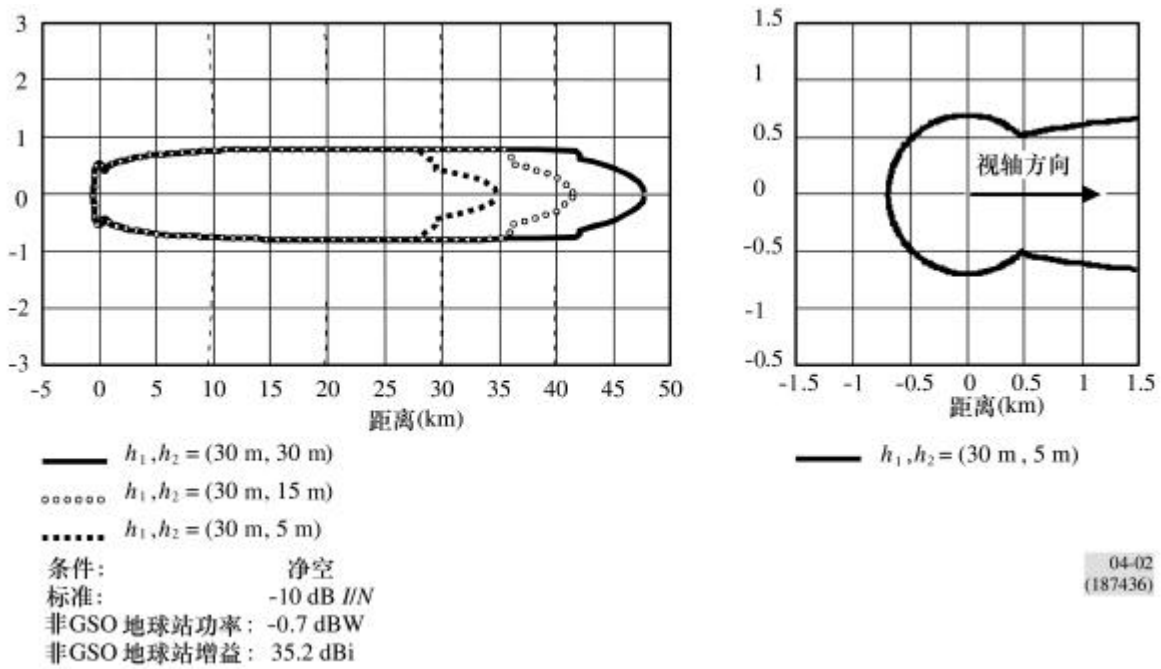 3
2
1
0
-1
-2
-3
-5 0 5 10 15 20 25 30 35 40 45 50
距离(km)
h₁,h₂ = (30 m, 30 m)
h₁,h₂ = (30 m, 15 m)
h₁,h₂ = (30 m, 5 m)
条件: 净空
标准: -10 dB I/N
非GSO 地球站功率: -0.7 dBW
非GSO 地球站增益: 35.2 dBi
1.5
1
0.5
0
-0.5
-1
-0.5
视轴方向
-1.5 -1 -0.5 0 0.5 1 1.5
距离(km)
h₁,h₂ = (30 m, 5 m)
04-02
(187436)